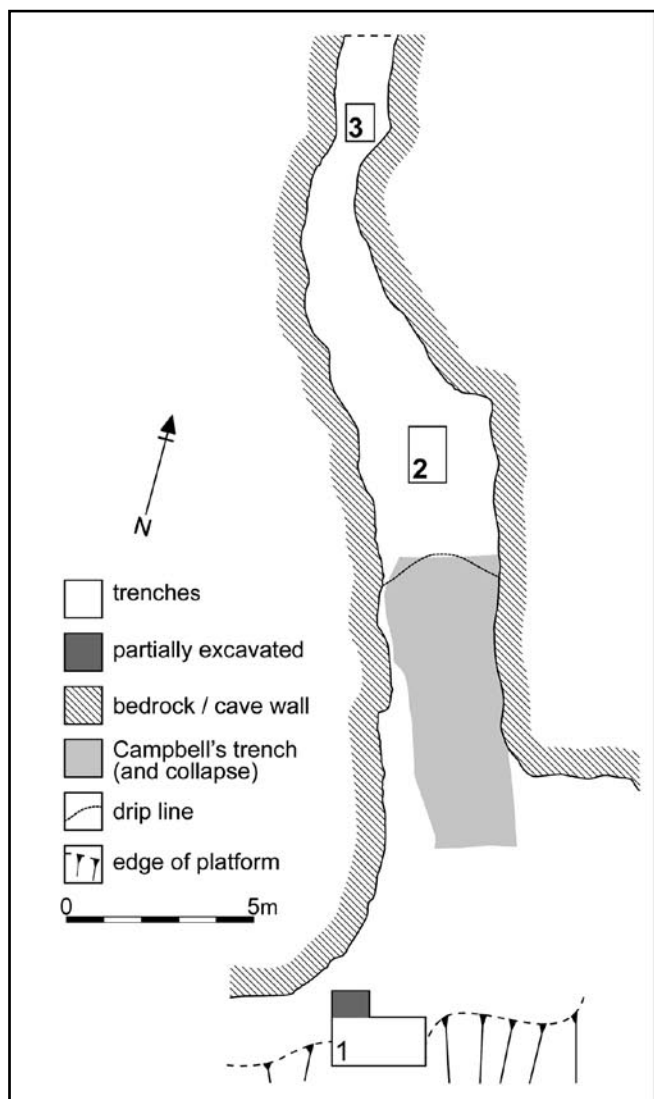 3
2
N
trenches
partially excavated
bedrock / cave wall
Campbell's trench
(and collapse)
drip line
edge of platform
0 5m
1